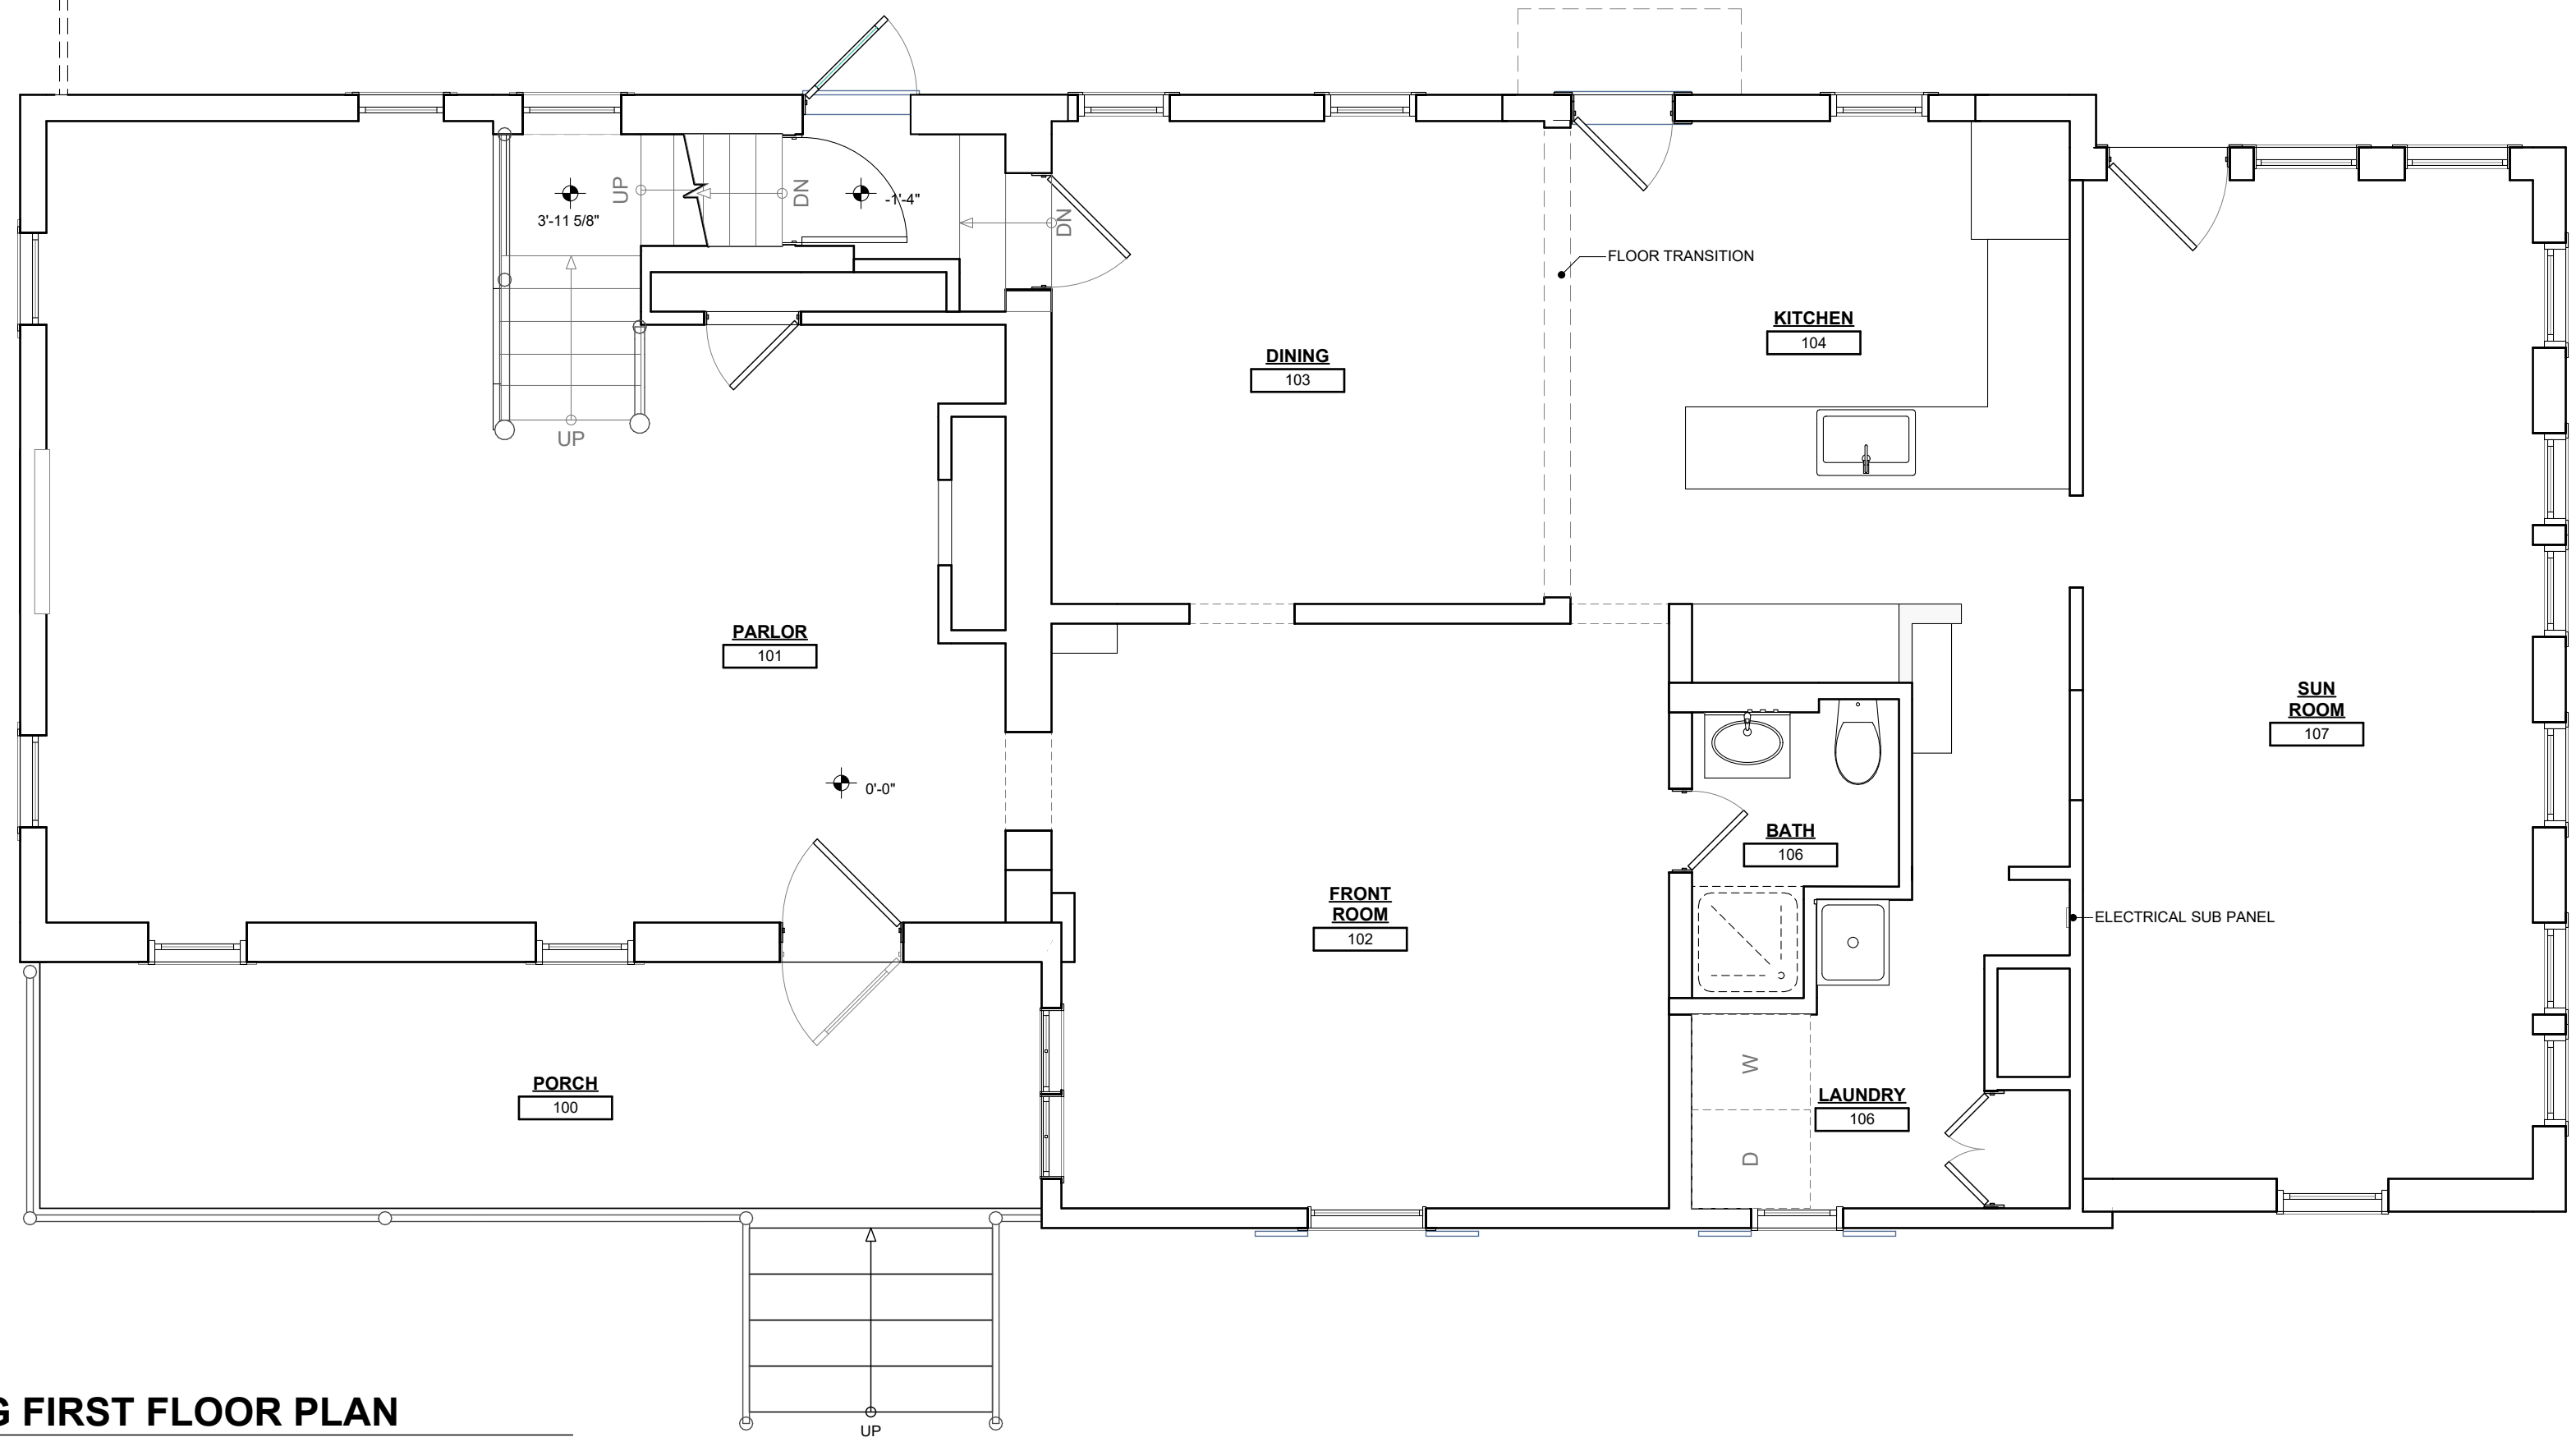 UP
DN
3'-11 5/8"
-1'-4"
DN
FLOOR TRANSITION
KITCHEN
104
DINING
103
UP
PARLOR
101
SUN
ROOM
107
0'-0"
BATH
106
FRONT
ROOM
102
ELECTRICAL SUB PANEL
W
PORCH
100
LAUNDRY
106
D
G FIRST FLOOR PLAN
UP